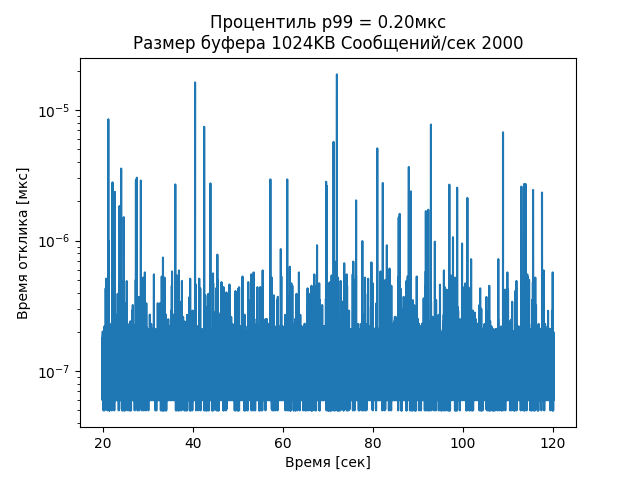 Процентиль p99 = 0.20мкс
Размер буфера 1024KB Сообщений/сек 2000
Время отклика [мкс]
10⁻⁵
10⁻⁶
10⁻⁷
20 40 60 80 100 120
Время [сек]